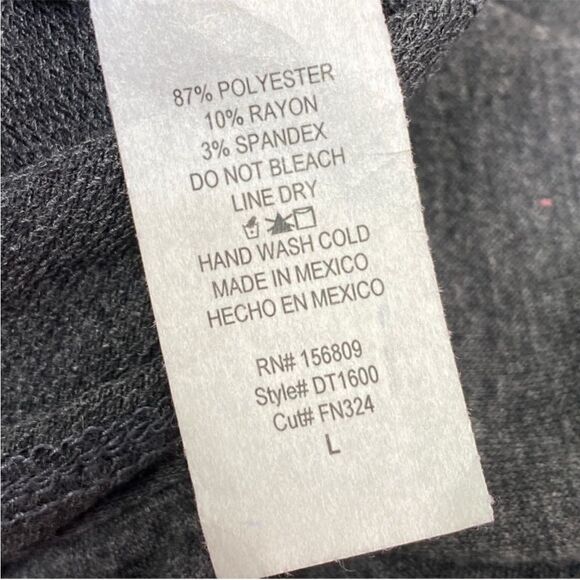 87% POLYESTER
10% RAYON
3% SPANDEX
DO NOT BLEACH
LINE DRY
HAND WASH COLD
MADE IN MEXICO
HECHO EN MEXICO
RN# 156809
Style# DT1600
Cut# FN324
L